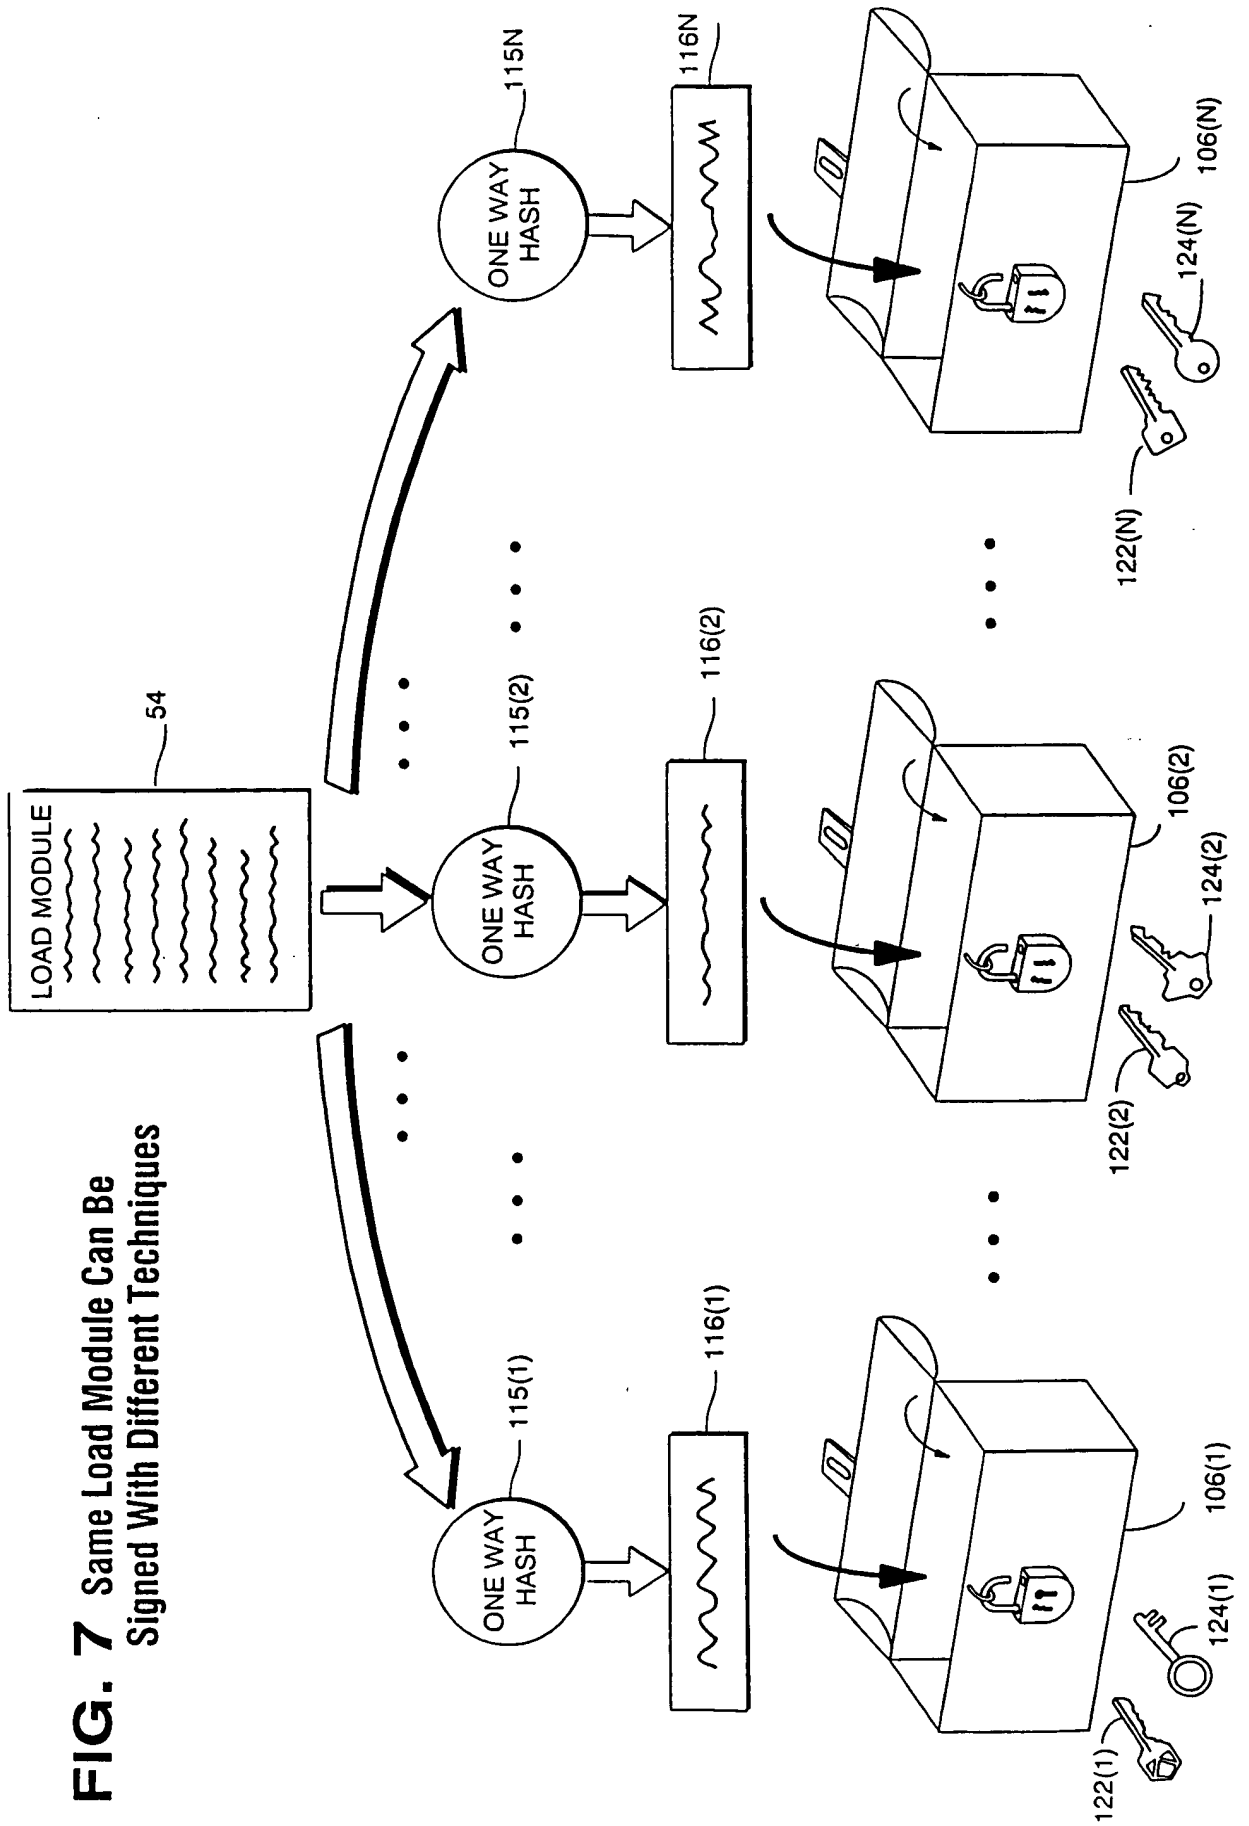 FIG. 7 Same Load Module Can Be
Signed With Different Techniques
LOAD MODULE
54
ONE WAY
HASH
115(1)
ONE WAY
HASH
115(2)
ONE WAY
HASH
115N
116(1)
116(2)
116N
106(1)
106(2)
106(N)
122(1)
124(1)
122(2)
124(2)
122(N)
124(N)